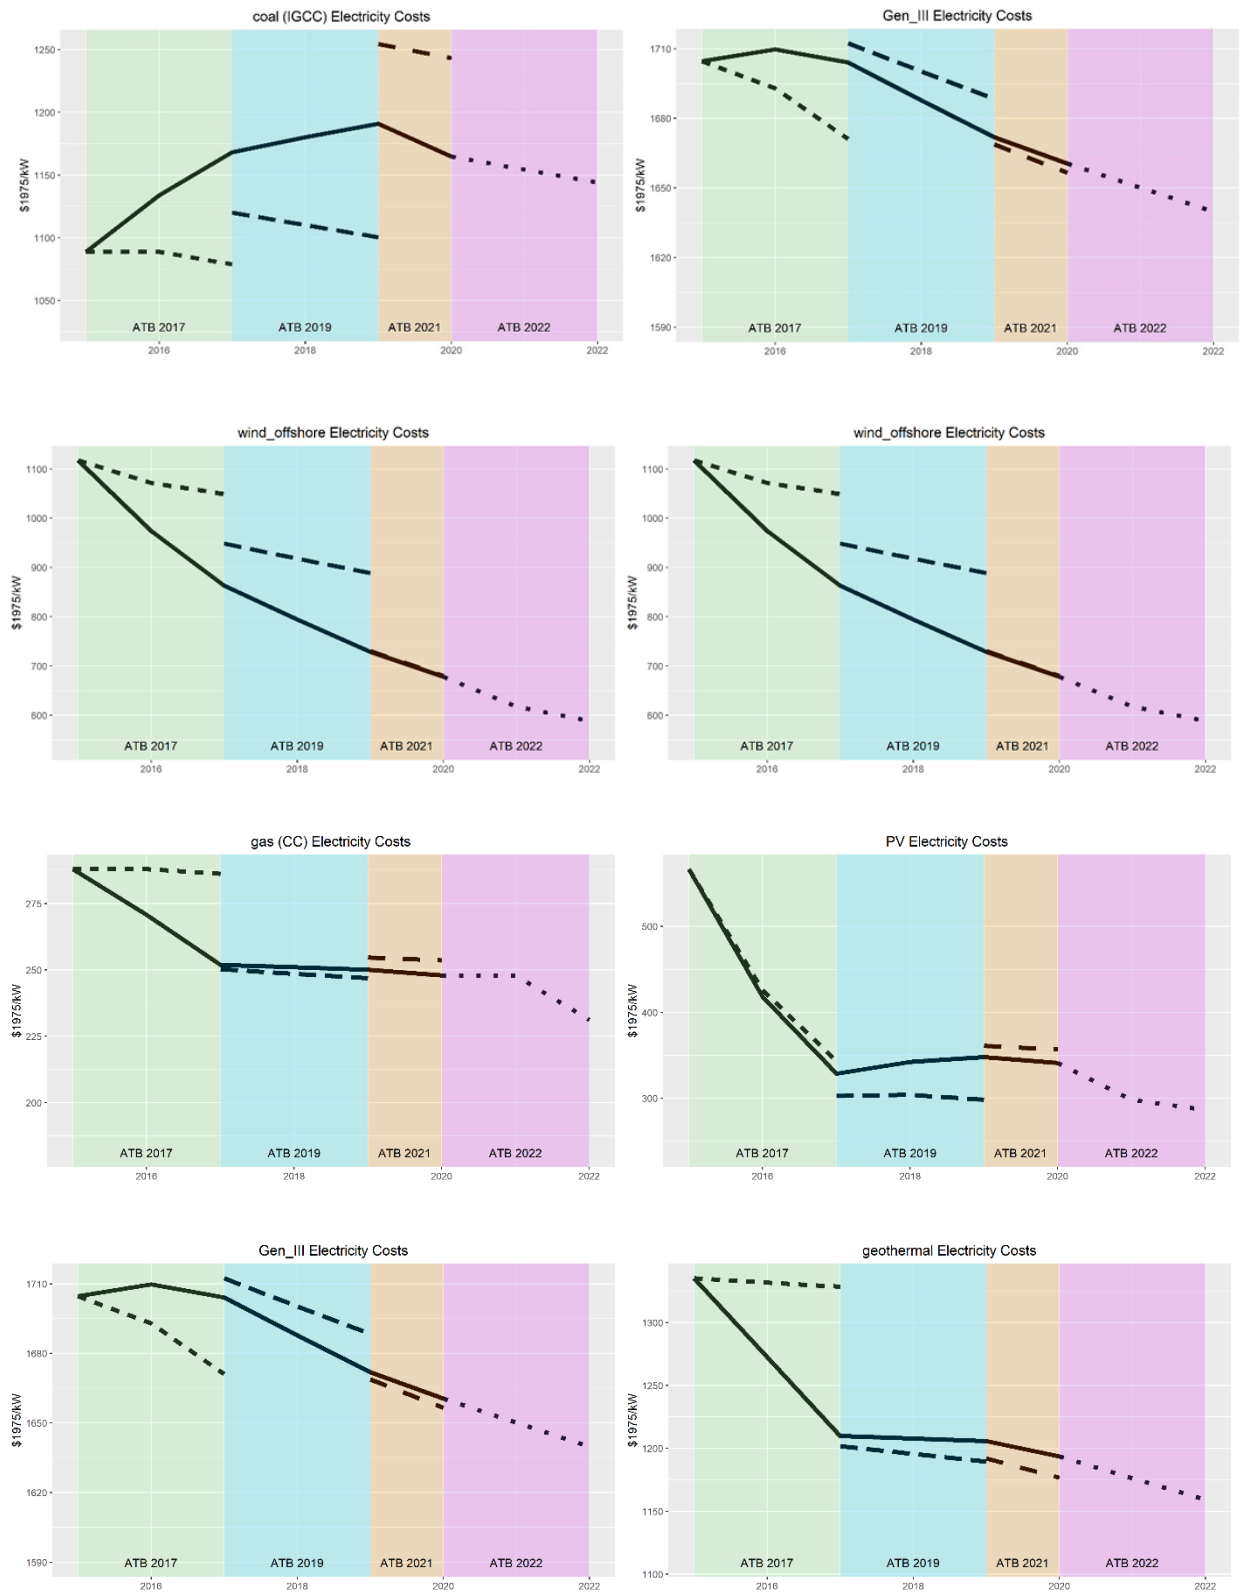 coal (IGCC) Electricity Costs
$1975/kW
1250
1200
1150
1100
1050
ATB 2017 ATB 2019 ATB 2021 ATB 2022
2016 2018 2020 2022
Gen_III Electricity Costs
$1975/kW
1710
1680
1650
1620
1590
ATB 2017 ATB 2019 ATB 2021 ATB 2022
2016 2018 2020 2022
wind_offshore Electricity Costs
$1975/kW
1100
1000
900
800
700
600
ATB 2017 ATB 2019 ATB 2021 ATB 2022
2016 2018 2020 2022
wind_offshore Electricity Costs
$1975/kW
1100
1000
900
800
700
600
ATB 2017 ATB 2019 ATB 2021 ATB 2022
2016 2018 2020 2022
gas (CC) Electricity Costs
$1975/kW
275
250
225
200
ATB 2017 ATB 2019 ATB 2021 ATB 2022
2016 2018 2020 2022
PV Electricity Costs
$1975/kW
500
400
300
ATB 2017 ATB 2019 ATB 2021 ATB 2022
2016 2018 2020 2022
Gen_III Electricity Costs
$1975/kW
1710
1680
1650
1620
1590
ATB 2017 ATB 2019 ATB 2021 ATB 2022
2016 2018 2020 2022
geothermal Electricity Costs
$1975/kW
1300
1250
1200
1150
1100
ATB 2017 ATB 2019 ATB 2021 ATB 2022
2016 2018 2020 2022